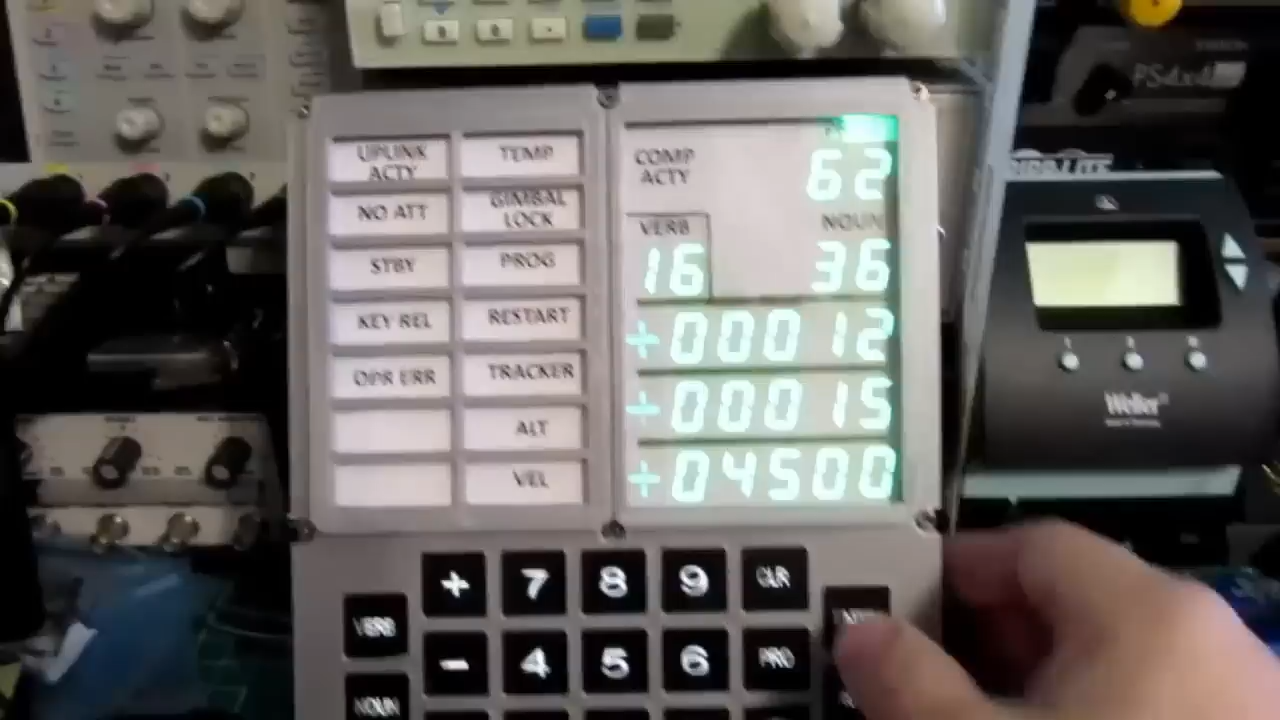 UPLINK
ACTY
TEMP
NO ATT
GIMBAL
LOCK
STBY
PROG
KEY REL
RESTART
OPR ERR
TRACKER
ALT
VEL
COMP
ACTY
62
VERB
NOUN
16
36
+00012
+00015
+04500
+
7
8
9
CLR
VERB
-
4
5
6
PRO
NOUN
PS4x4
Weller